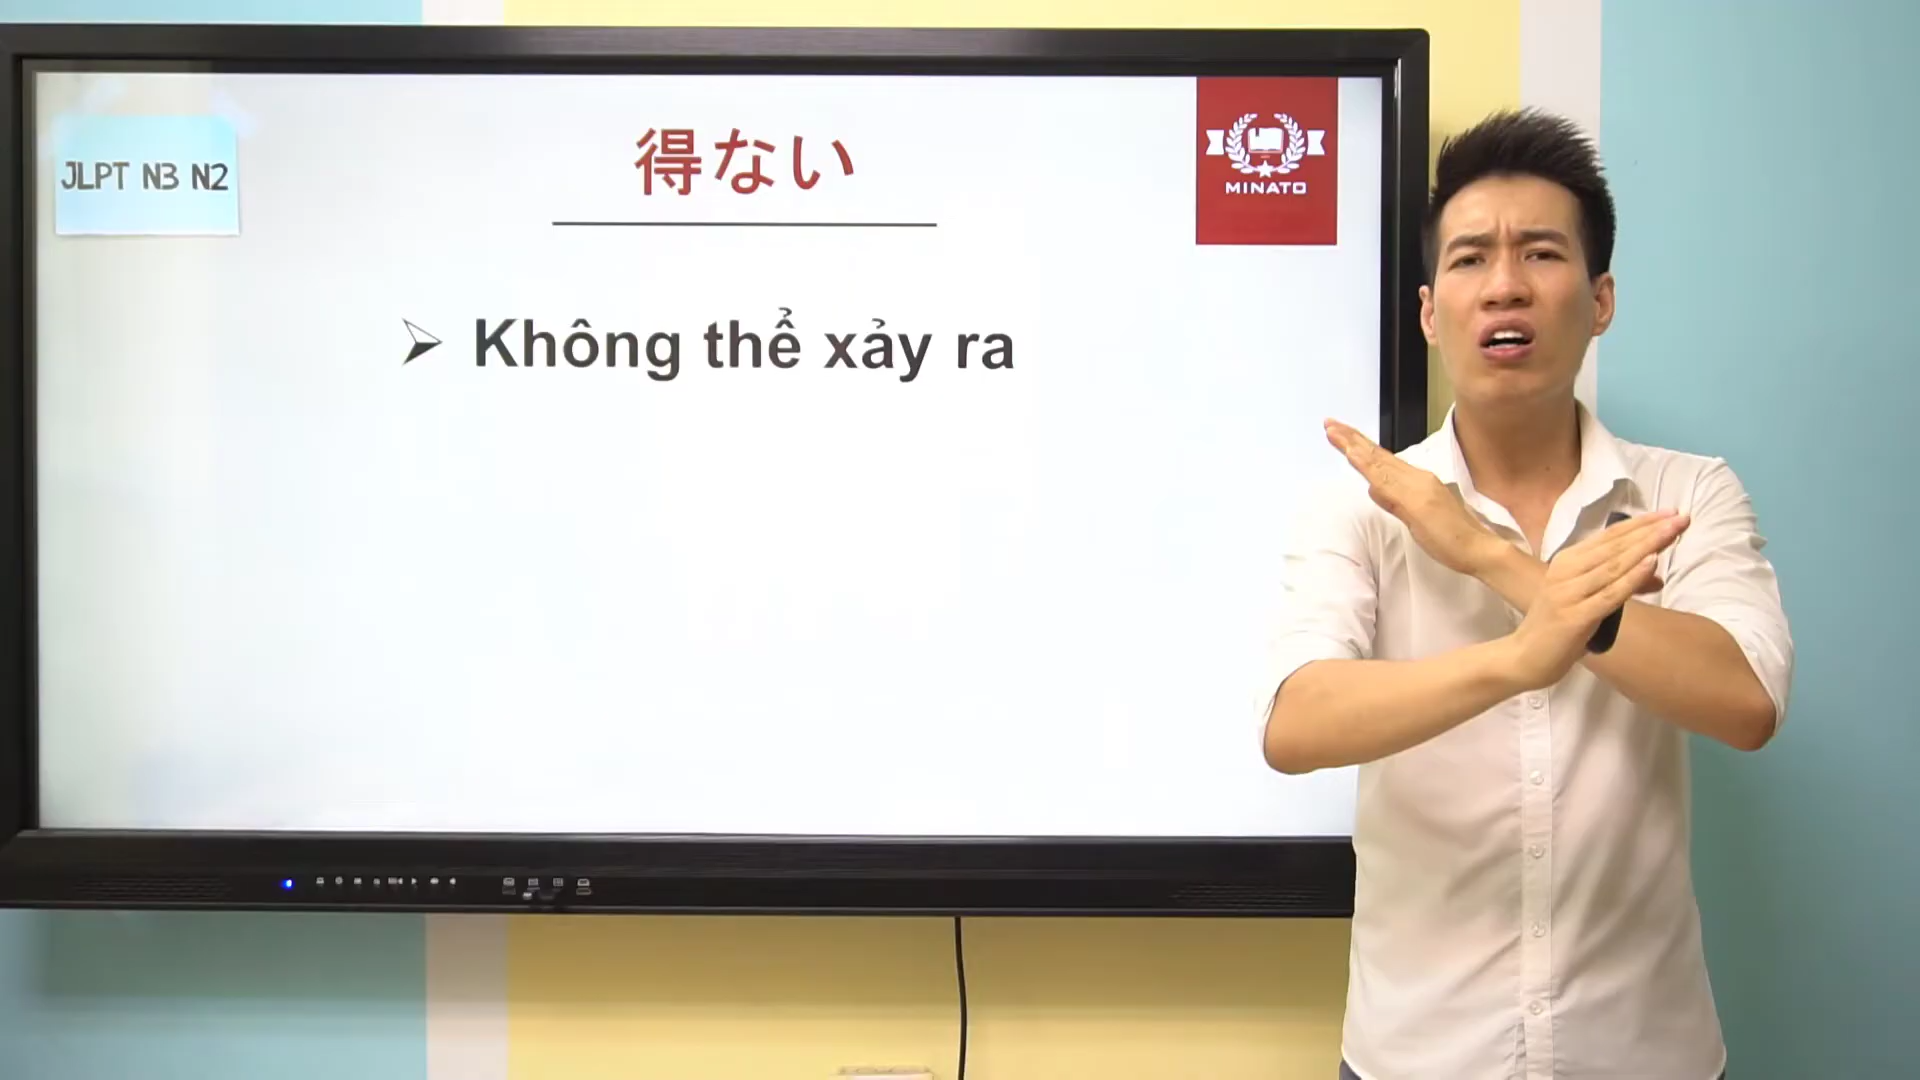 JLPT N3 N2
得ない
MINATO
Không thể xảy ra